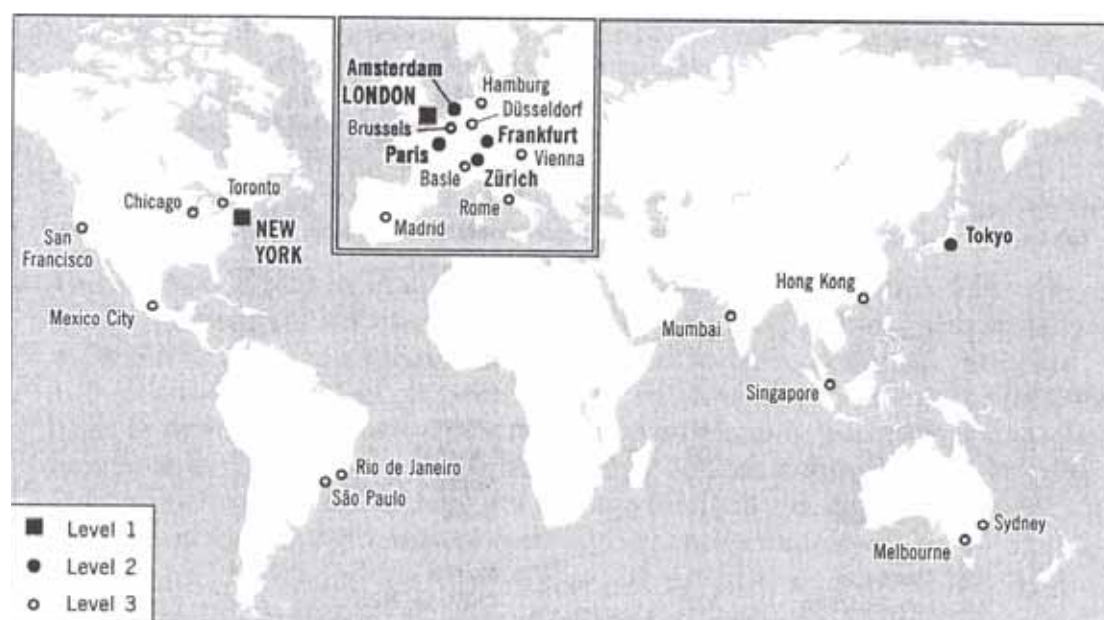 Amsterdam
LONDON
Hamburg
Düsseldorf
Brussels
Frankfurt
Paris
Vienna
Basle
Zürich
Rome
Madrid
Toronto
Chicago
NEW
YORK
San
Francisco
Mexico City
Tokyo
Hong Kong
Mumbai
Singapore
Rio de Janeiro
São Paulo
Sydney
Melbourne
Level 1
Level 2
Level 3